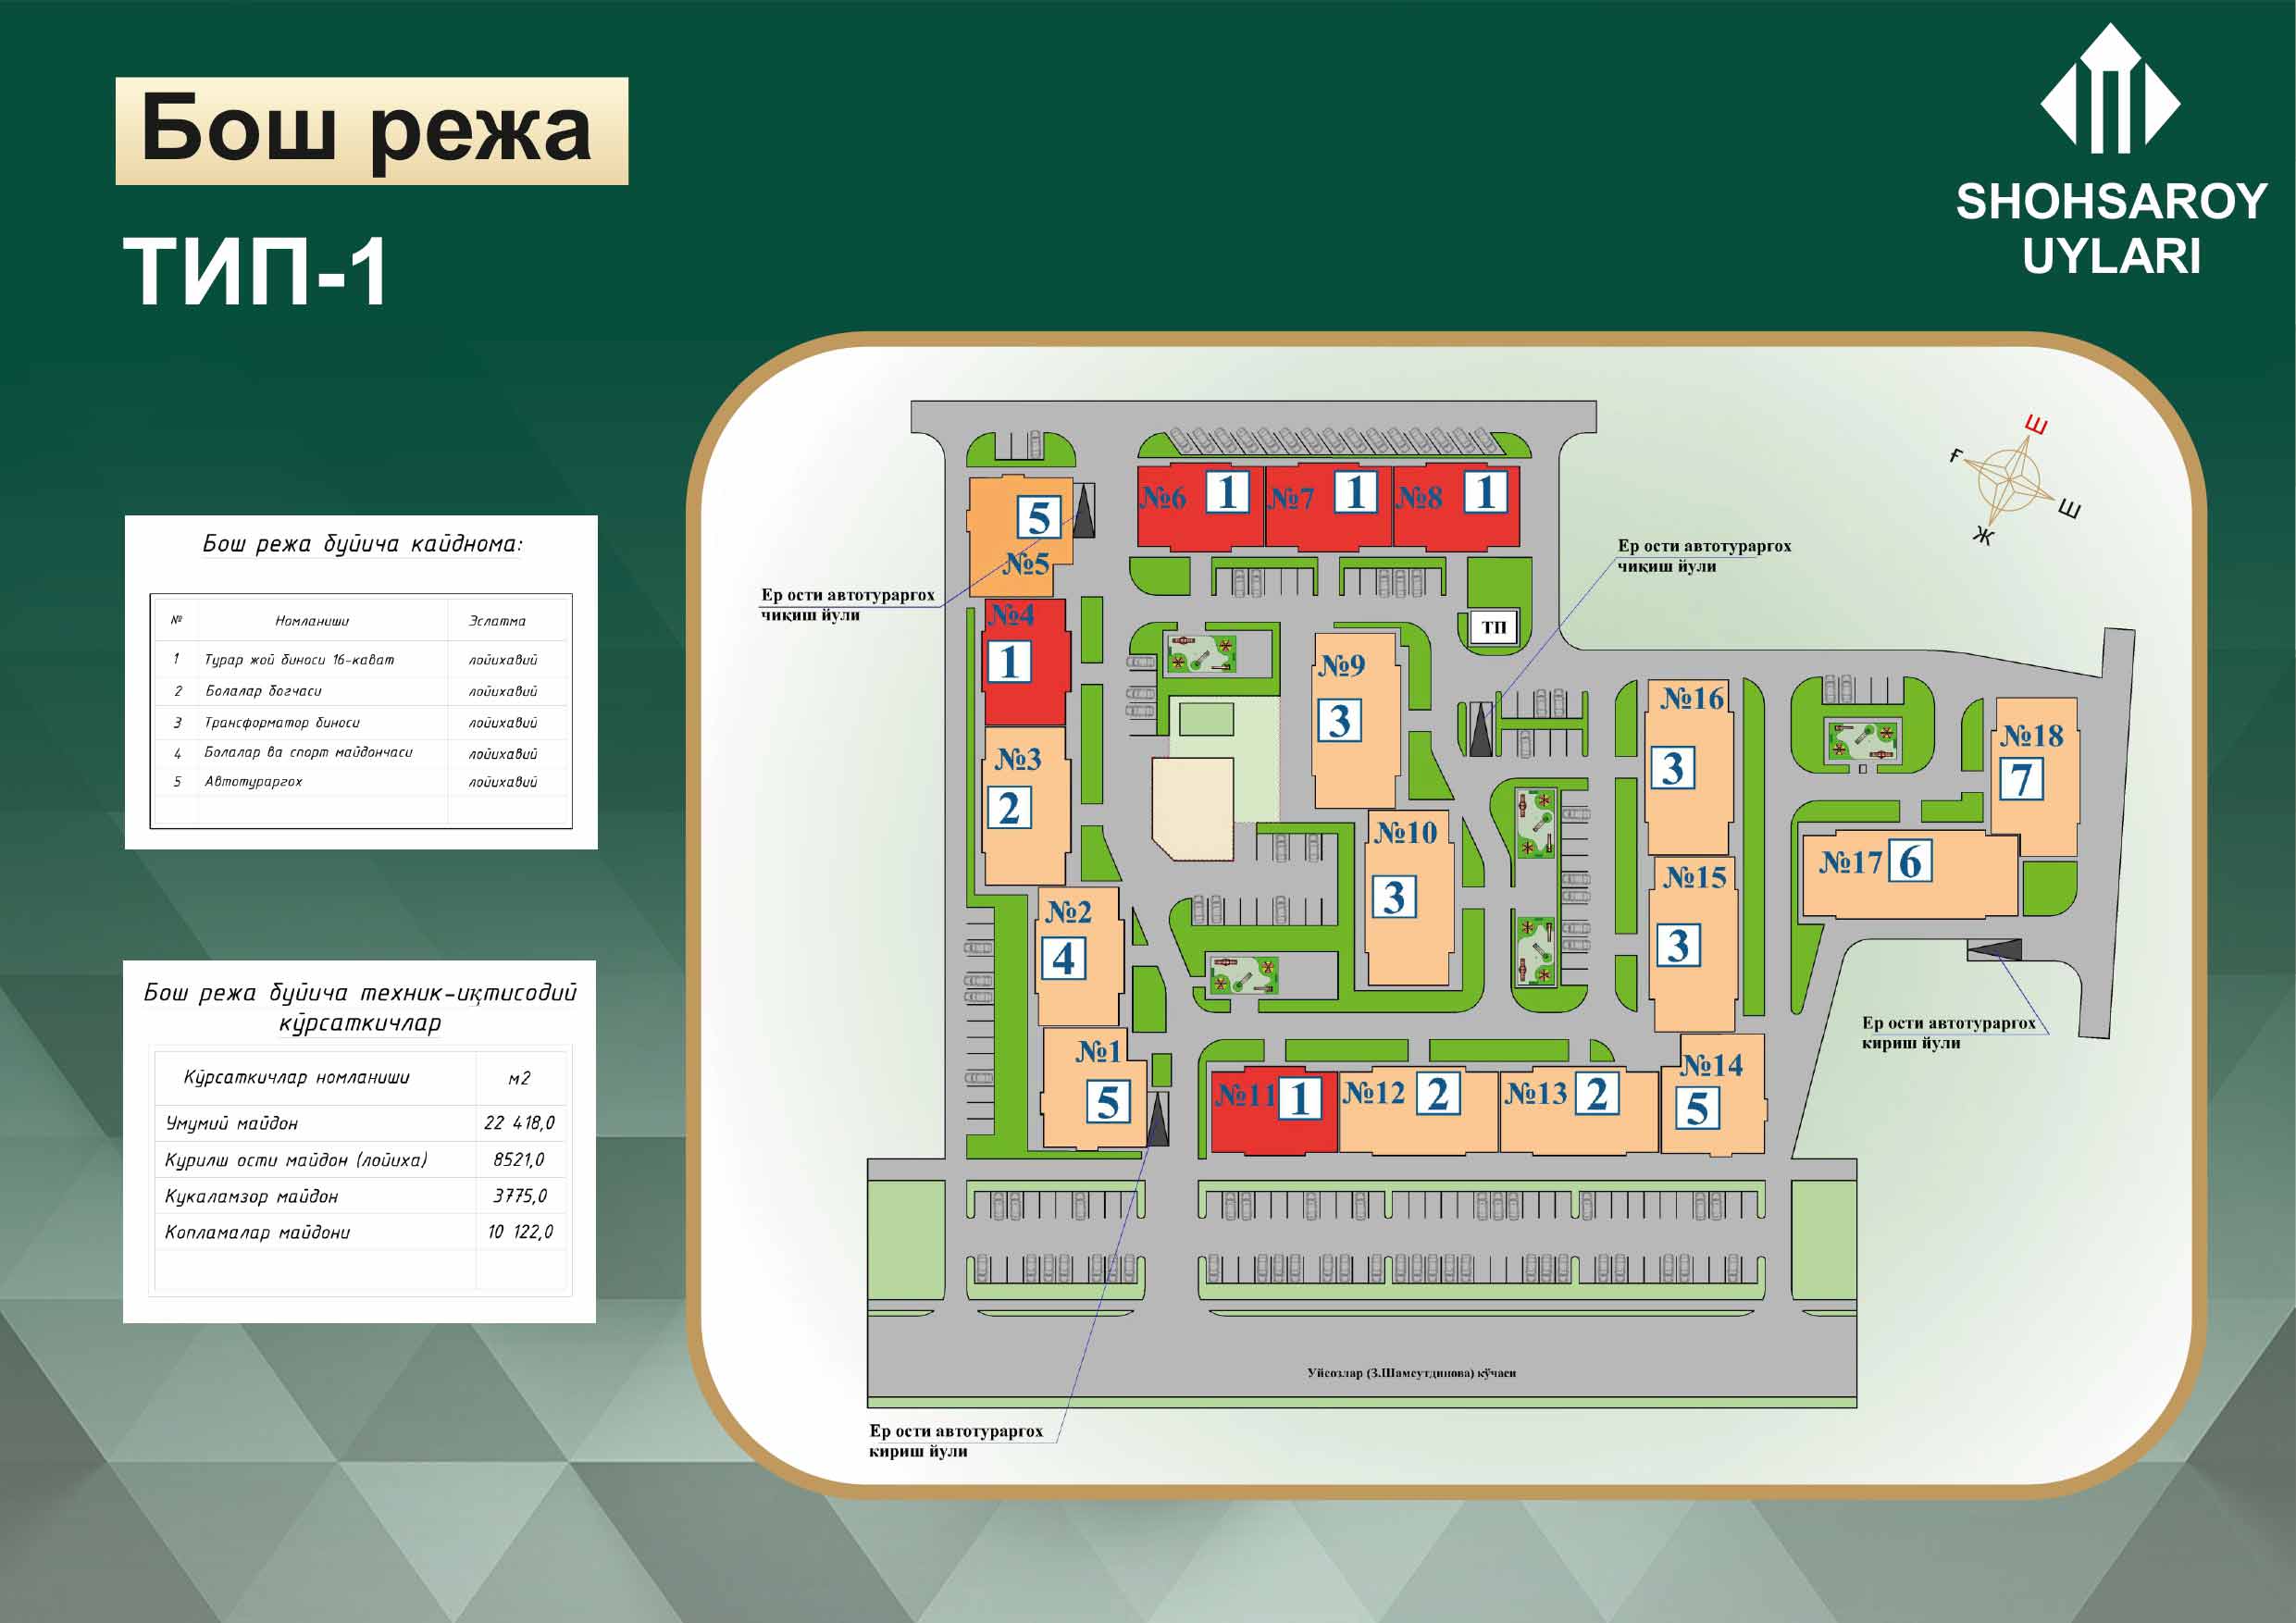 Бош режа
ТИП-1
SHOHSAROY
UYLARI
Бош режа буйича кайднома:
№ Номланиши Эслатма
1 Турар жой биноси 16-кават лойихавий
2 Болалар богчаси лойихавий
3 Трансформатор биноси лойихавий
4 Болалар ва спорт майдончаси лойихавий
5 Автотураргох лойихавий
Бош режа буйича техник-иқтисодий
кўрсаткичлар
Кўрсаткичлар номланиши м2
Умумий майдон 22 418,0
Курилш ости майдон (лойиха) 8521,0
Кукаламзор майдон 3775,0
Копламалар майдони 10 122,0
Ш
Ғ
Ш
Ж
№6 1 №7 1 №8 1
5
№5
Ер ости автотураргох
чиқиш йули
Ер ости автотураргох
чиқиш йули
№4
1
ТП
№9
3
№3
2
№16
3
№18
7
№10
3
№17 6
№15
3
№2
4
Ер ости автотураргох
кириш йули
№1
5
№11 1 №12 2 №13 2
№14
5
Уйсозлар (З.Шамсутдинова) кўчаси
Ер ости автотураргох
кириш йули